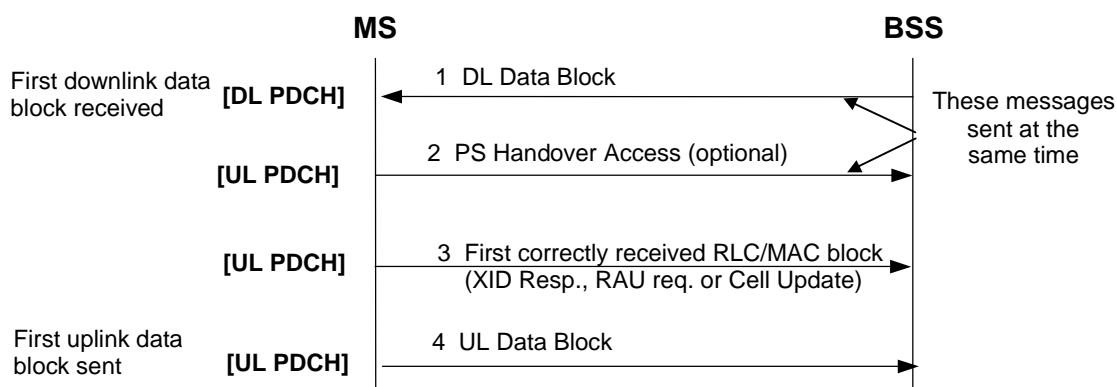 MS
BSS
First downlink data
block received
[DL PDCH]
1 DL Data Block
These messages
sent at the
same time
2 PS Handover Access (optional)
[UL PDCH]
3 First correctly received RLC/MAC block
(XID Resp., RAU req. or Cell Update)
[UL PDCH]
First uplink data
block sent
4 UL Data Block
[UL PDCH]